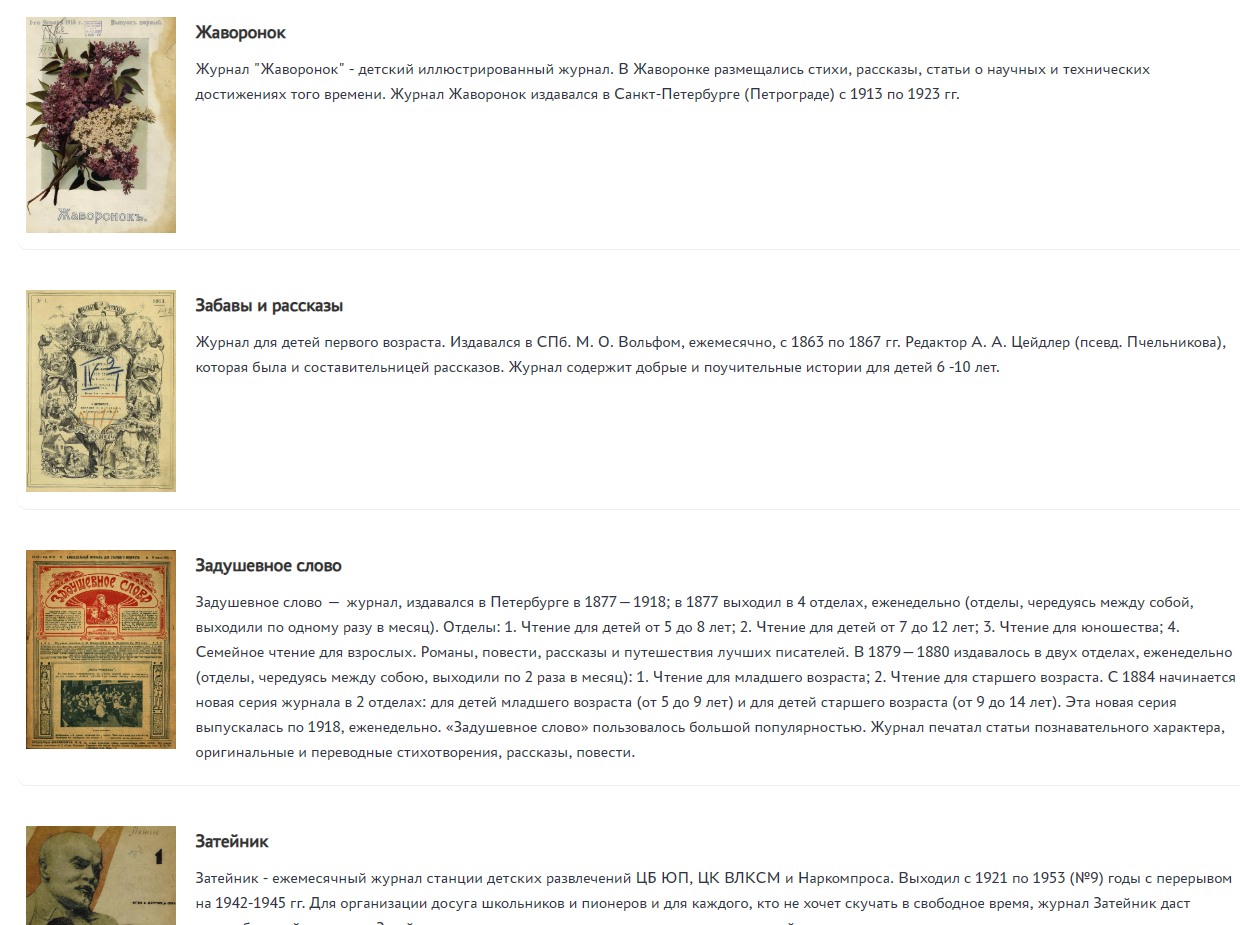 Жаворонок
Журнал "Жаворонок" - детский иллюстрированный журнал. В Жаворонке размещались стихи, рассказы, статьи о научных и технических
достижениях того времени. Журнал Жаворонок издавался в Санкт-Петербурге (Петрограде) с 1913 по 1923 гг.
Жаворонокъ.
Забавы и рассказы
Журнал для детей первого возраста. Издавался в СПб. М. О. Вольфом, ежемесячно, с 1863 по 1867 гг. Редактор А. А. Цейдлер (псевд. Пчельникова),
которая была и составительницей рассказов. Журнал содержит добрые и поучительные истории для детей 6 -10 лет.
Задушевное слово
ЗАДУШЕВНОЕ СЛОВО
Задушевное слово — журнал, издавался в Петербурге в 1877—1918; в 1877 выходил в 4 отделах, еженедельно (отделы, чередуясь между собой,
выходили по одному разу в месяц). Отделы: 1. Чтение для детей от 5 до 8 лет; 2. Чтение для детей от 7 до 12 лет; 3. Чтение для юношества; 4.
Семейное чтение для взрослых. Романы, повести, рассказы и путешествия лучших писателей. В 1879—1880 издавалось в двух отделах, еженедельно
(отделы, чередуясь между собою, выходили по 2 раза в месяц): 1. Чтение для младшего возраста; 2. Чтение для старшего возраста. С 1884 начинается
новая серия журнала в 2 отделах: для детей младшего возраста (от 5 до 9 лет) и для детей старшего возраста (от 9 до 14 лет). Эта новая серия
выпускалась по 1918, еженедельно. «Задушевное слово» пользовалось большой популярностью. Журнал печатал статьи познавательного характера,
оригинальные и переводные стихотворения, рассказы, повести.
Затейник
1
Затейник - ежемесячный журнал станции детских развлечений ЦБ ЮП, ЦК ВЛКСМ и Наркомпроса. Выходил с 1921 по 1953 (№9) годы с перерывом
на 1942-1945 гг. Для организации досуга школьников и пионеров и для каждого, кто не хочет скучать в свободное время, журнал Затейник даст